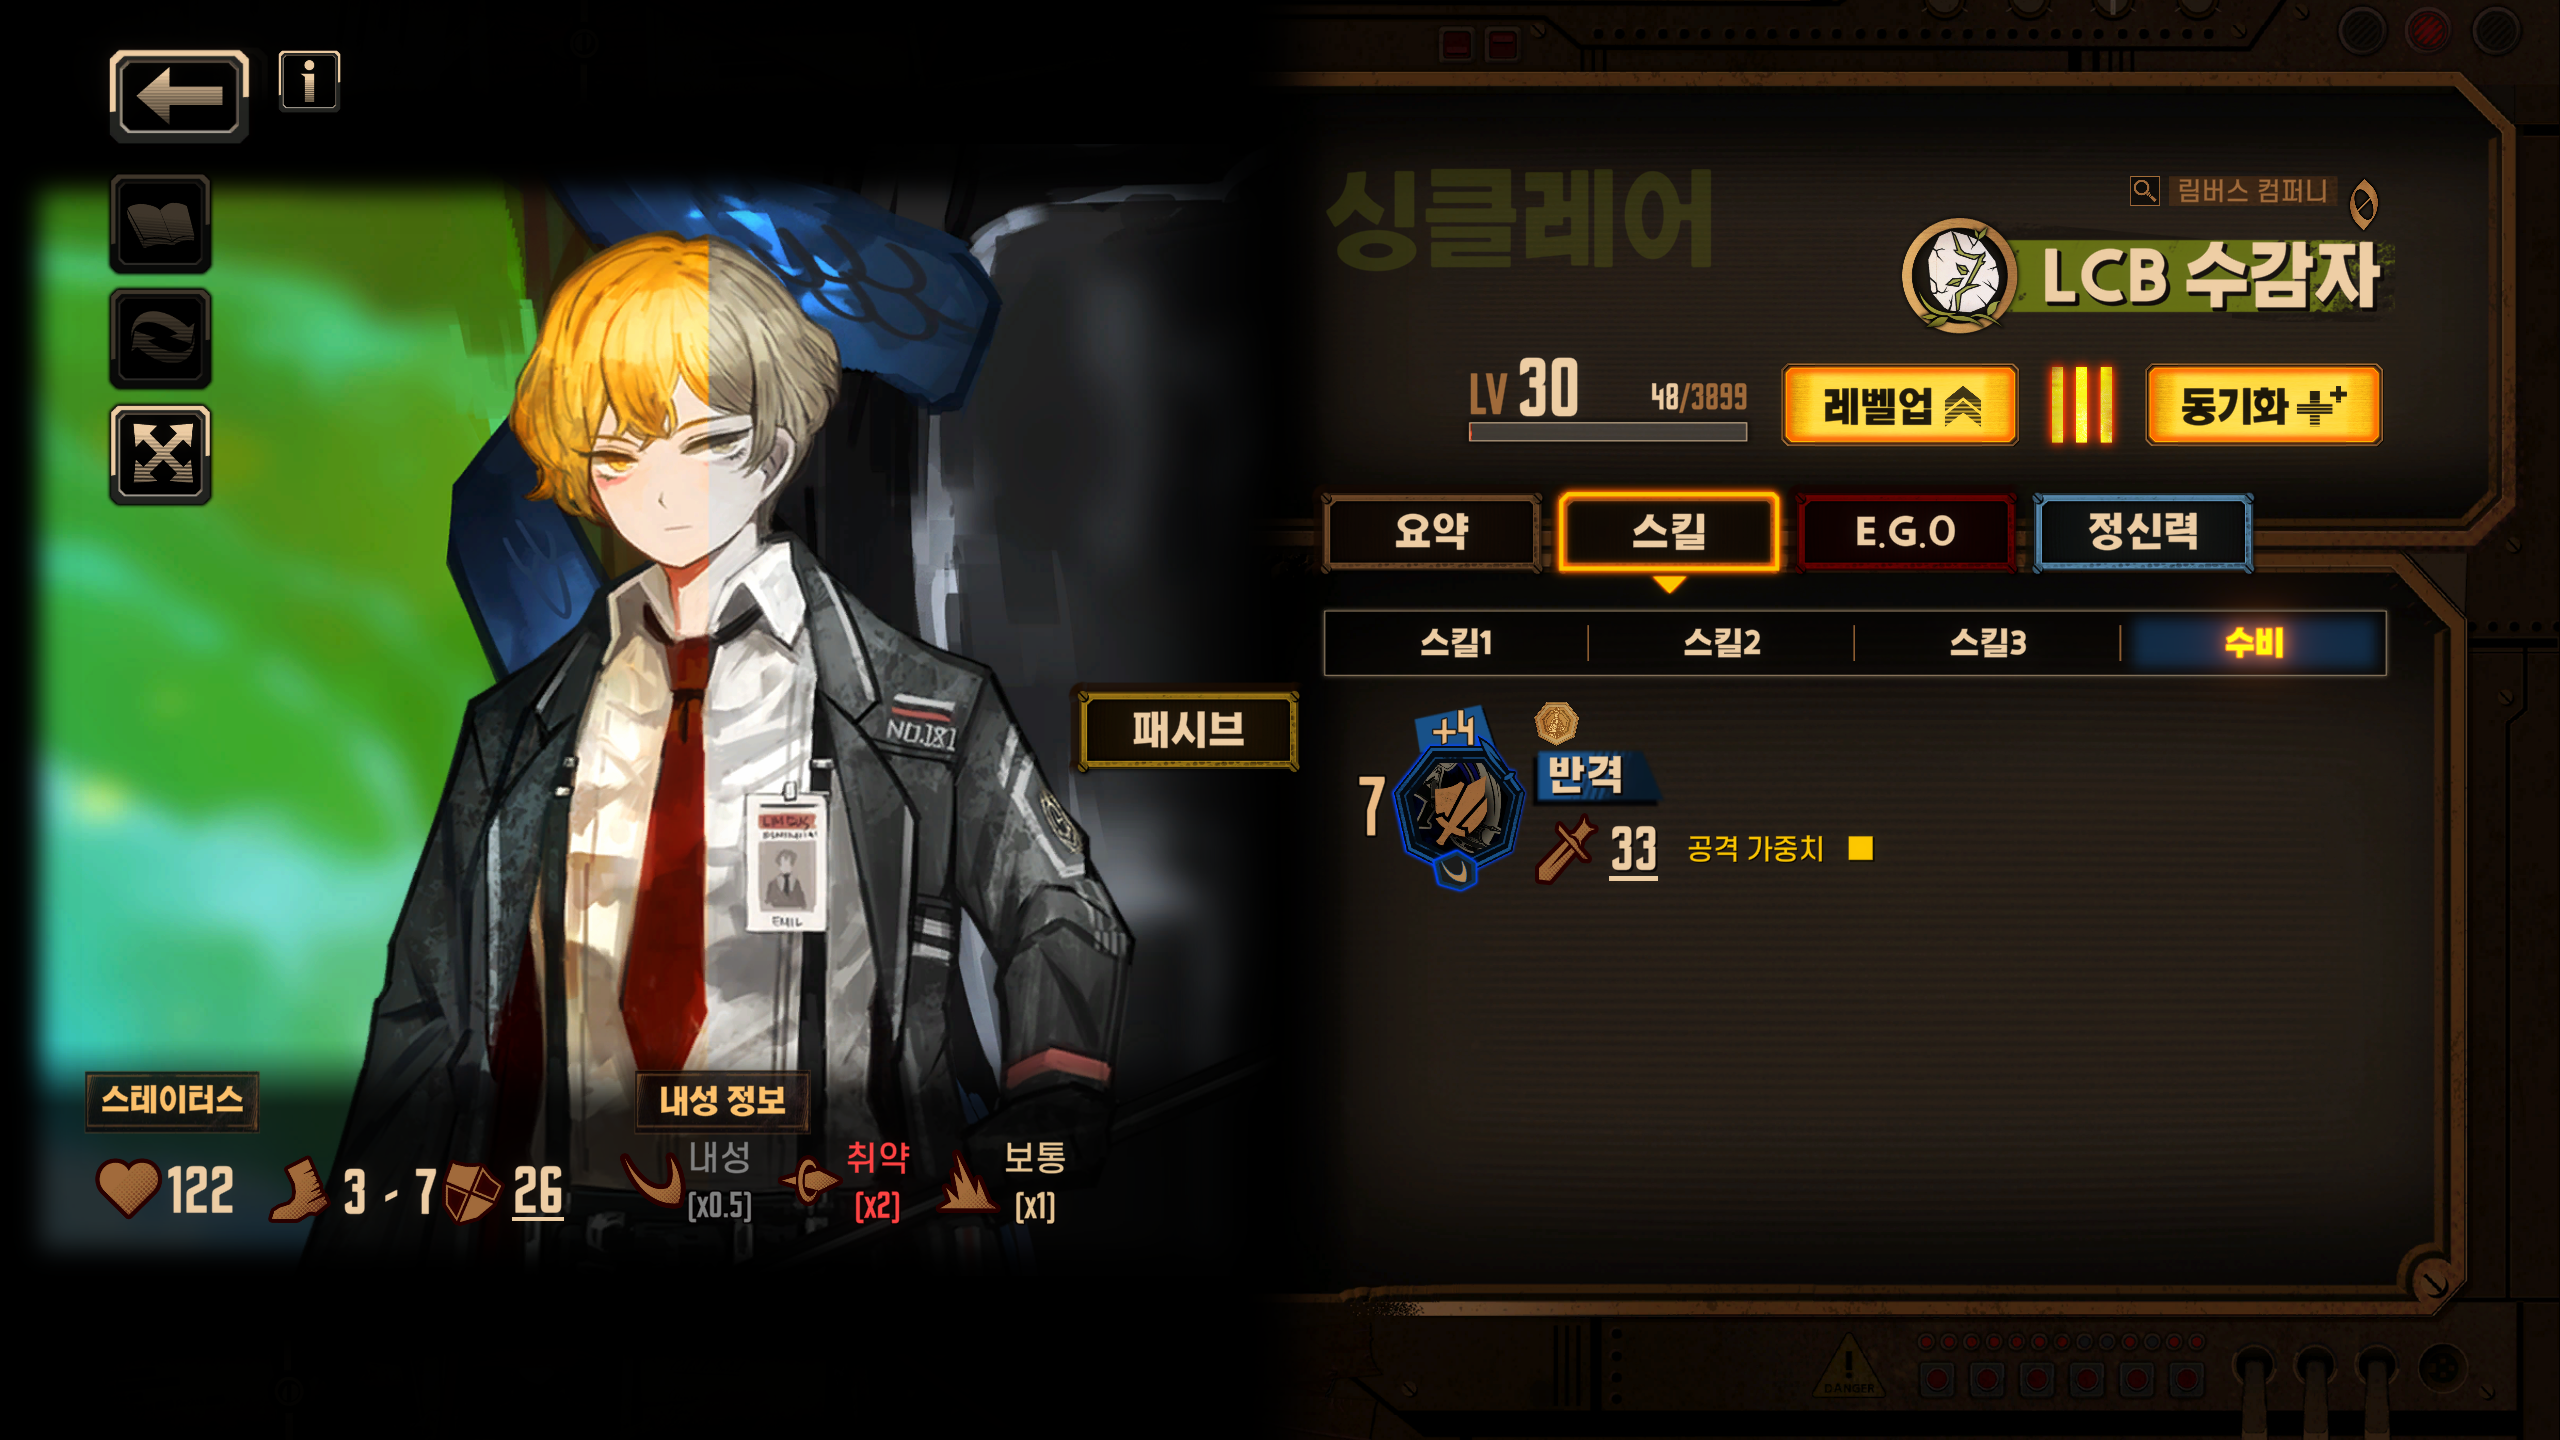 i
싱클레어
림버스 컴퍼니
LCB 수감자
LV 30
48/3899
레벨업
동기화
요약
스킬
E.G.O
정신력
스킬1
스킬2
스킬3
수비
패시브
+4
7
반격
33
공격 가중치
NO.181
LIMBUS
EMIL
스테이터스
122
3 - 7
26
내성 정보
내성
[x0.5]
취약
[x2]
보통
[x1]
DANGER